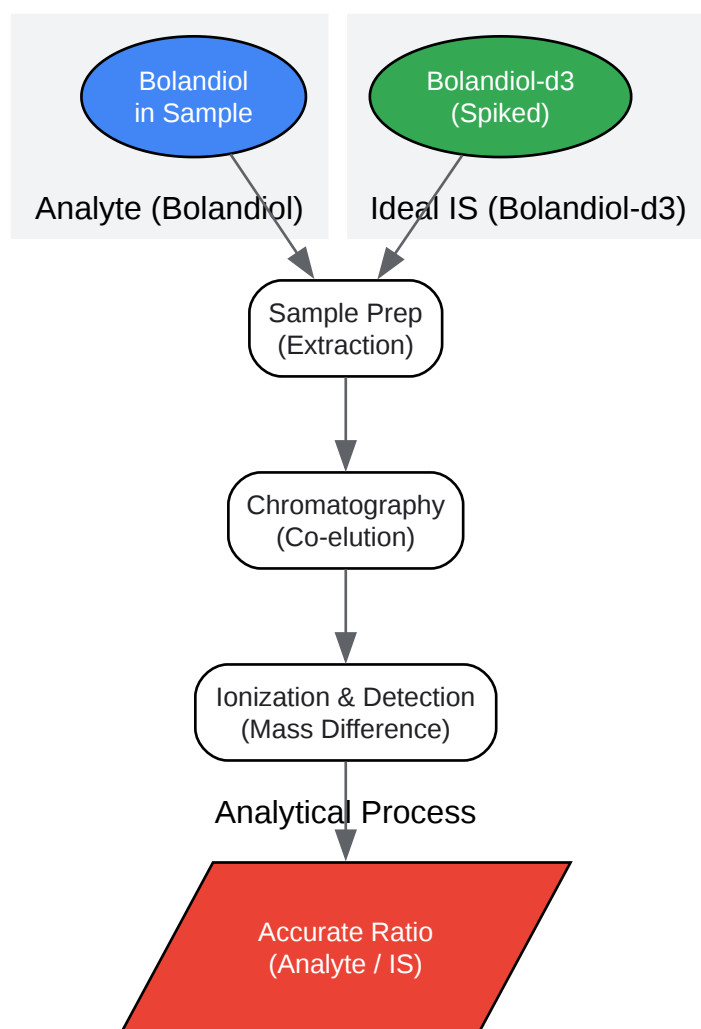 Bolandiol
in Sample
Bolandiol-d3
(Spiked)
Analyte (Bolandiol)
Ideal IS (Bolandiol-d3)
Sample Prep
(Extraction)
Chromatography
(Co-elution)
Ionization & Detection
(Mass Difference)
Analytical Process
Accurate Ratio
(Analyte / IS)